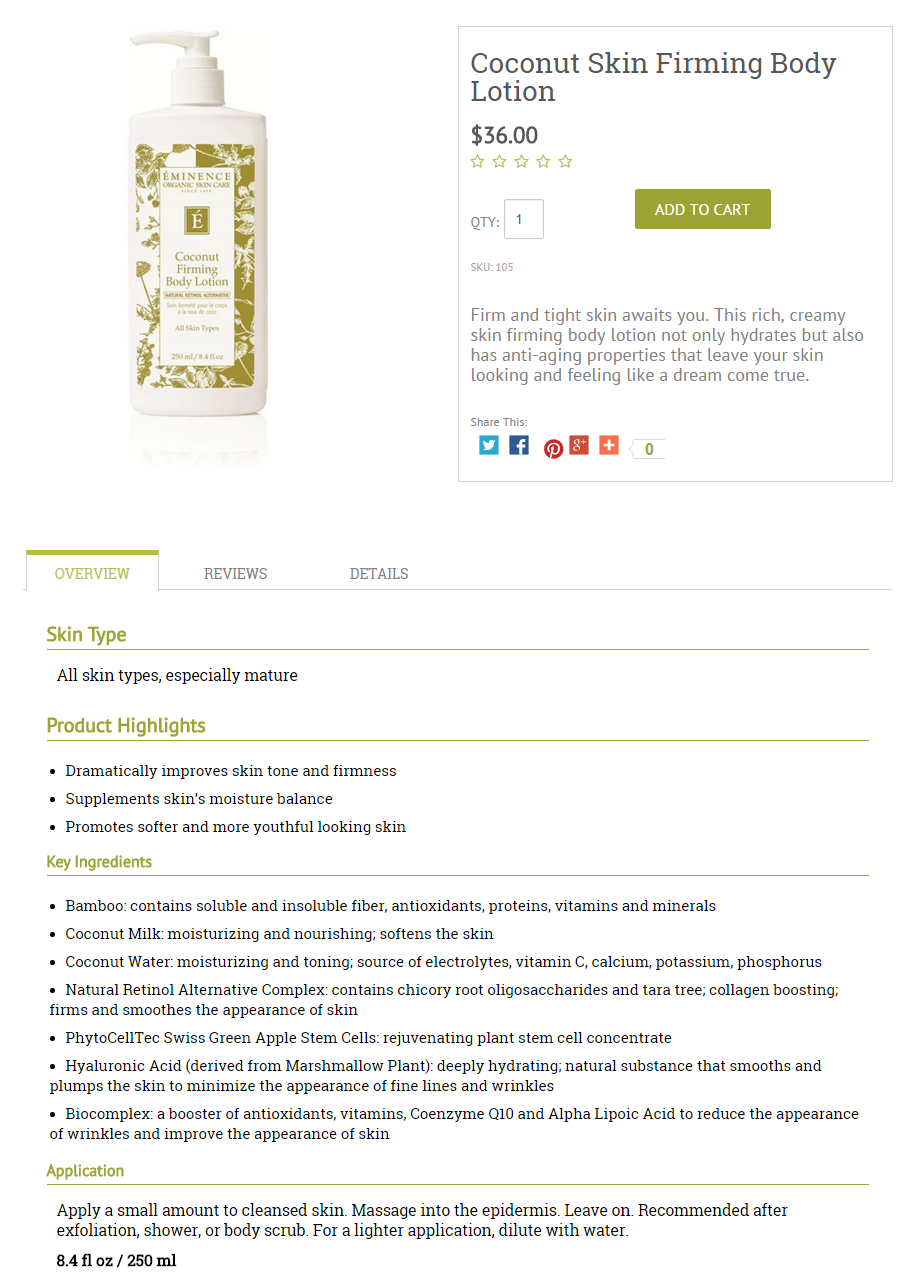 ÉMINENCE
ORGANIC SKIN CARE
SINCE 1958
É
Coconut
Firming
Body Lotion
NATURAL RETINOL ALTERNATIVE
Soin fermeté pour le corps
à la noix de coco
All Skin Types
250 ml / 8.4 fl oz
Coconut Skin Firming Body
Lotion
$36.00
QTY: 1
ADD TO CART
SKU: 105
Firm and tight skin awaits you. This rich, creamy
skin firming body lotion not only hydrates but also
has anti-aging properties that leave your skin
looking and feeling like a dream come true.
Share This:
0
OVERVIEW REVIEWS DETAILS
Skin Type
All skin types, especially mature
Product Highlights
• Dramatically improves skin tone and firmness
• Supplements skin’s moisture balance
• Promotes softer and more youthful looking skin
Key Ingredients
• Bamboo: contains soluble and insoluble fiber, antioxidants, proteins, vitamins and minerals
• Coconut Milk: moisturizing and nourishing; softens the skin
• Coconut Water: moisturizing and toning; source of electrolytes, vitamin C, calcium, potassium, phosphorus
• Natural Retinol Alternative Complex: contains chicory root oligosaccharides and tara tree; collagen boosting;
firms and smoothes the appearance of skin
• PhytoCellTec Swiss Green Apple Stem Cells: rejuvenating plant stem cell concentrate
• Hyaluronic Acid (derived from Marshmallow Plant): deeply hydrating; natural substance that smooths and
plumps the skin to minimize the appearance of fine lines and wrinkles
• Biocomplex: a booster of antioxidants, vitamins, Coenzyme Q10 and Alpha Lipoic Acid to reduce the appearance
of wrinkles and improve the appearance of skin
Application
Apply a small amount to cleansed skin. Massage into the epidermis. Leave on. Recommended after
exfoliation, shower, or body scrub. For a lighter application, dilute with water.
8.4 fl oz / 250 ml